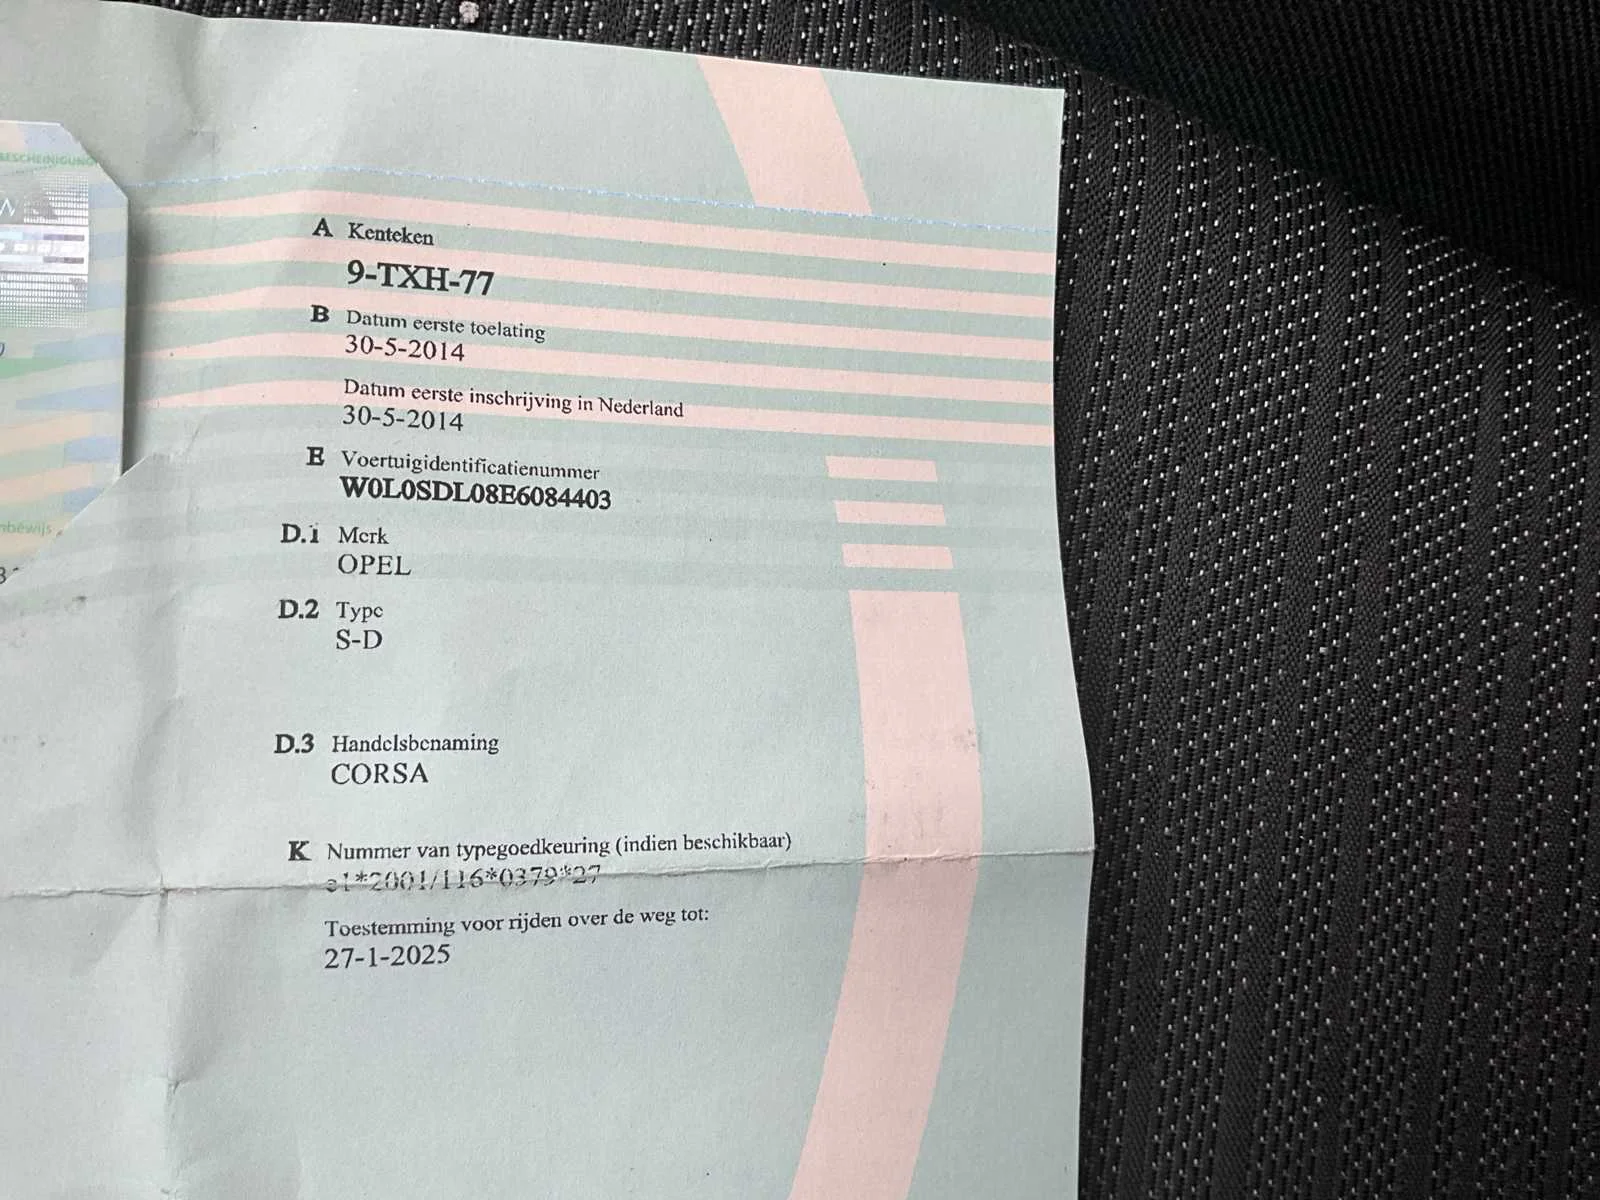 BESCHEINIGUNG
A Kenteken
9-TXH-77
B Datum eerste toelating
30-5-2014
Datum eerste inschrijving in Nederland
30-5-2014
E Voertuigidentificatienummer
W0L0SDL08E6084403
D.1 Merk
OPEL
D.2 Type
S-D
D.3 Handelsbenaming
CORSA
K Nummer van typegoedkeuring (indien beschikbaar)
e1*2001/116*0379*27
Toestemming voor rijden over de weg tot:
27-1-2025